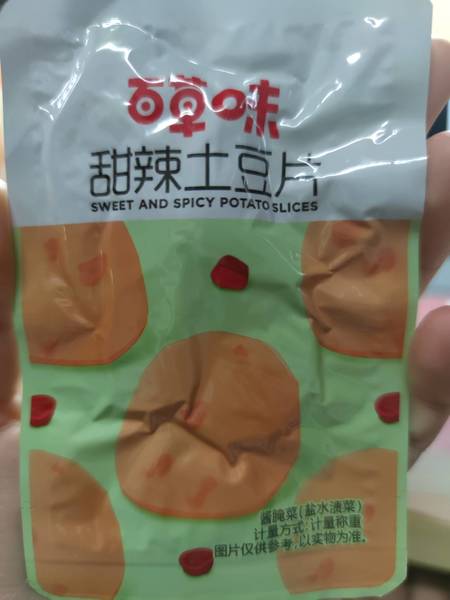 百草味
甜辣土豆片
SWEET AND SPICY POTATO SLICES
酱腌菜(盐水渍菜)
计量方式:计量称重
图片仅供参考,以实物为准。